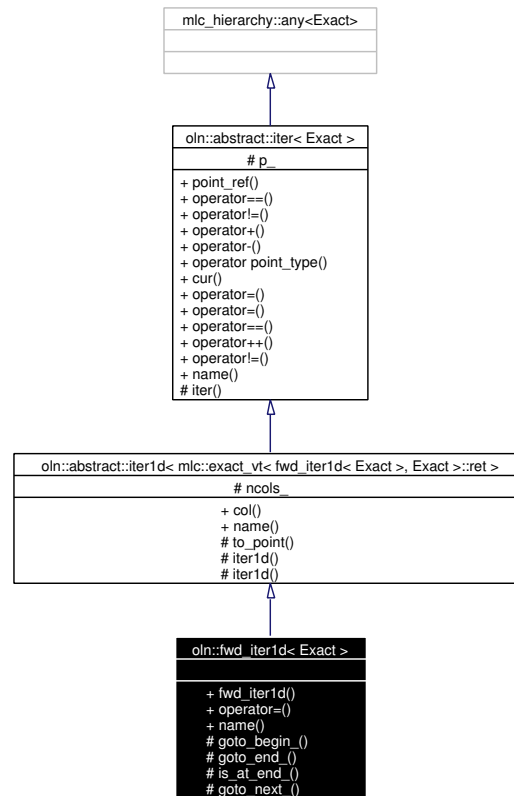 mlc_hierarchy::any<Exact>
oln::abstract::iter< Exact >
# p_
+ point_ref()
+ operator==()
+ operator!=()
+ operator+()
+ operator-()
+ operator point_type()
+ cur()
+ operator=()
+ operator=()
+ operator==()
+ operator++()
+ operator!=()
+ name()
# iter()
oln::abstract::iter1d< mlc::exact_vt< fwd_iter1d< Exact >, Exact >::ret >
# ncols_
+ col()
+ name()
# to_point()
# iter1d()
# iter1d()
oln::fwd_iter1d< Exact >
+ fwd_iter1d()
+ operator=()
+ name()
# goto_begin_()
# goto_end_()
# is_at_end_()
# goto_next_()